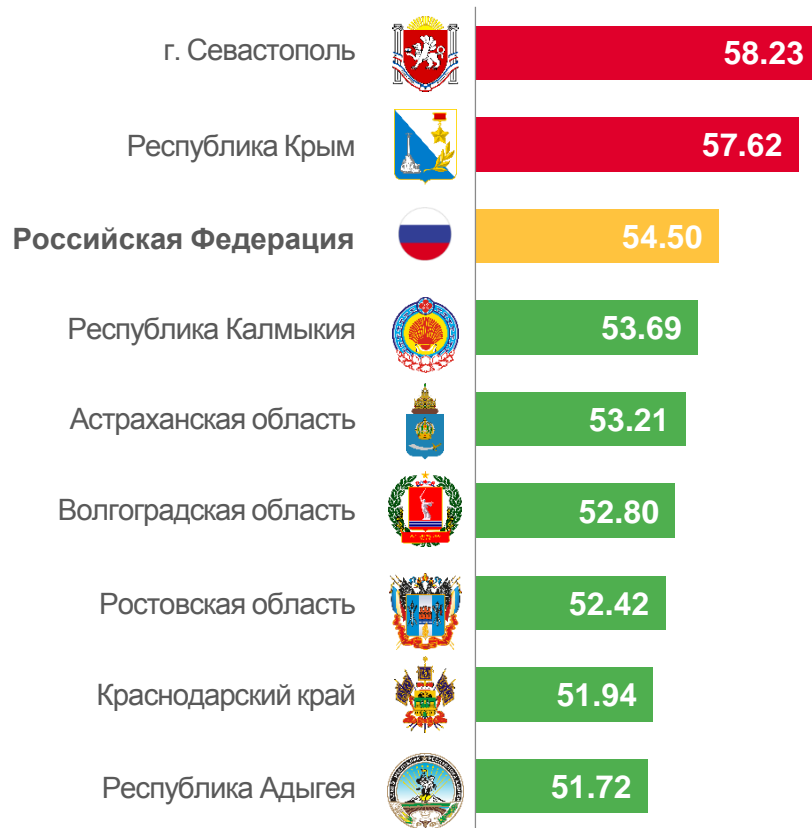 г. Севастополь 58.23
Республика Крым 57.62
Российская Федерация 54.50
Республика Калмыкия 53.69
Астраханская область 53.21
Волгоградская область 52.80
Ростовская область 52.42
Краснодарский край 51.94
Республика Адыгея 51.72